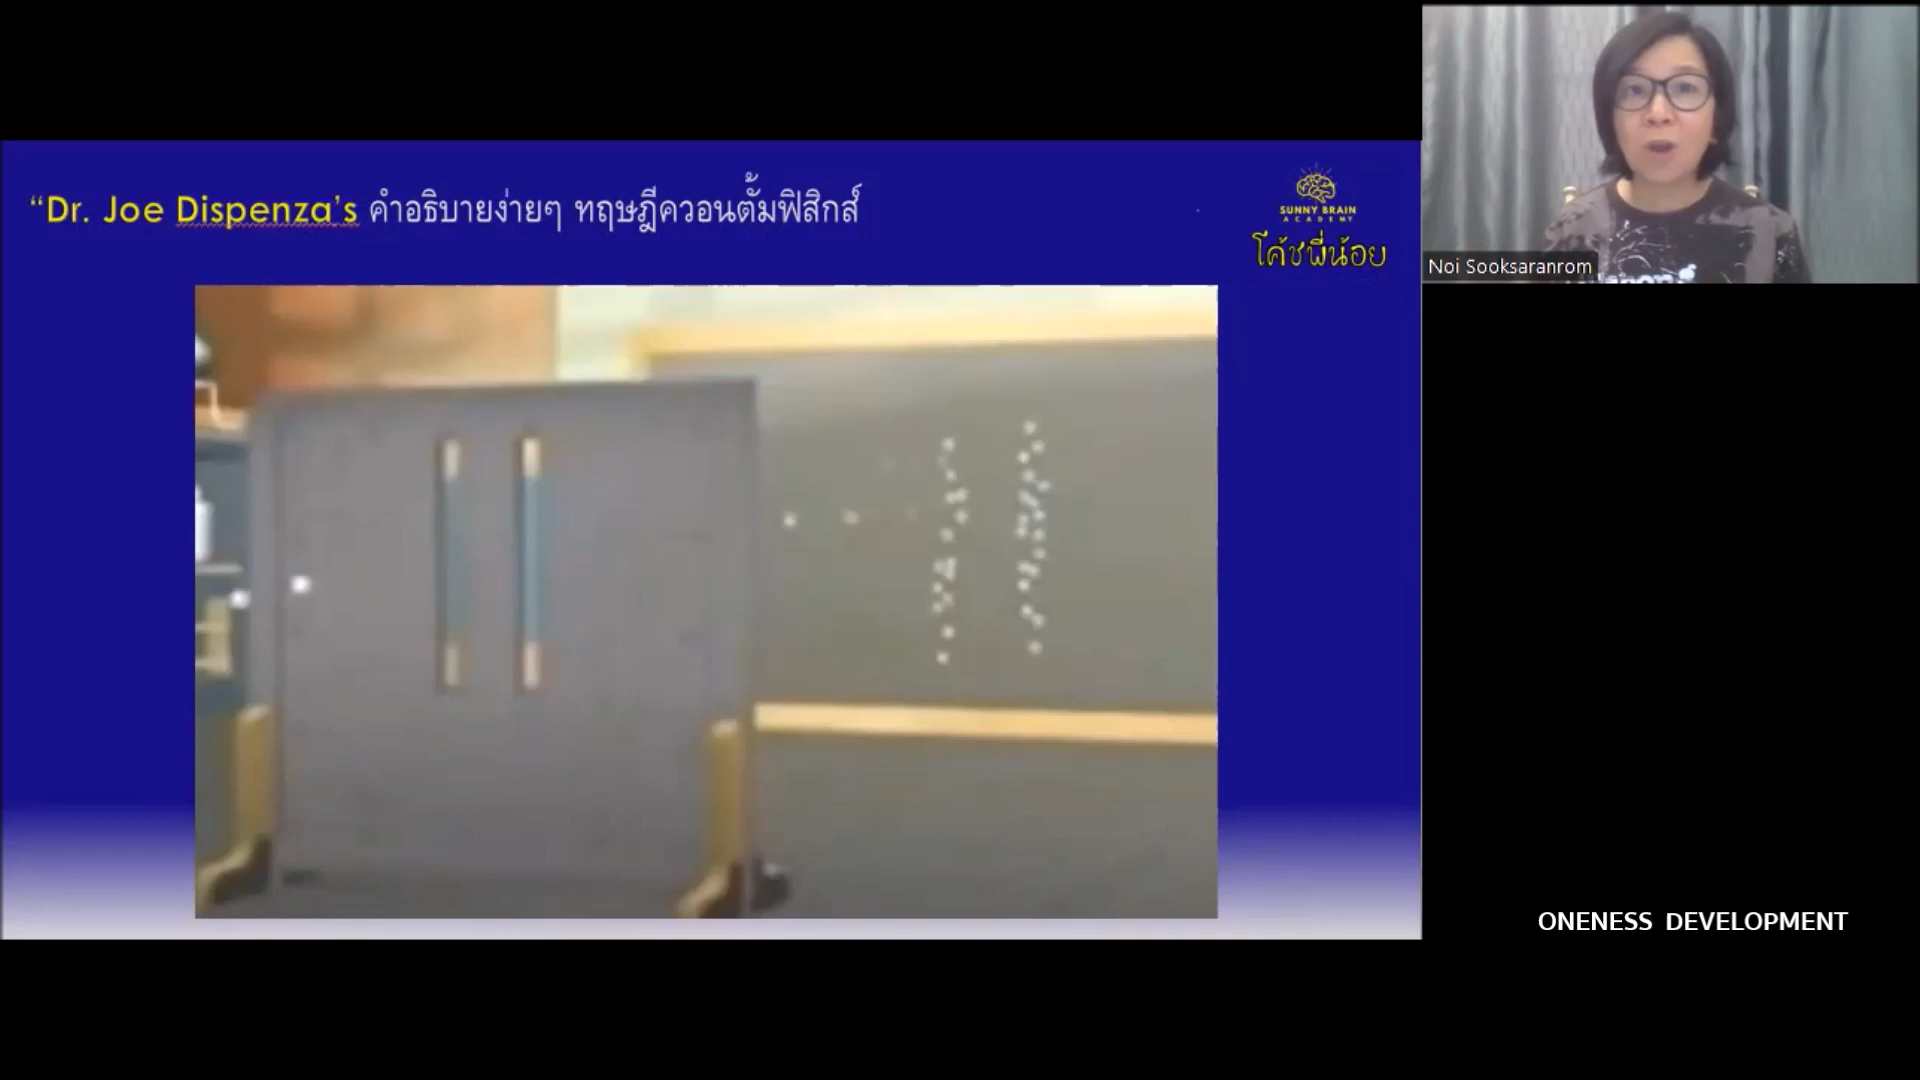 “Dr. Joe Dispenza’s คำอธิบายง่ายๆ ทฤษฎีควอนตั้มฟิสิกส์
SUNNY BRAIN
ACADEMY
โค้ชพี่น้อย
Noi Sooksaranrom
ONENESS DEVELOPMENT